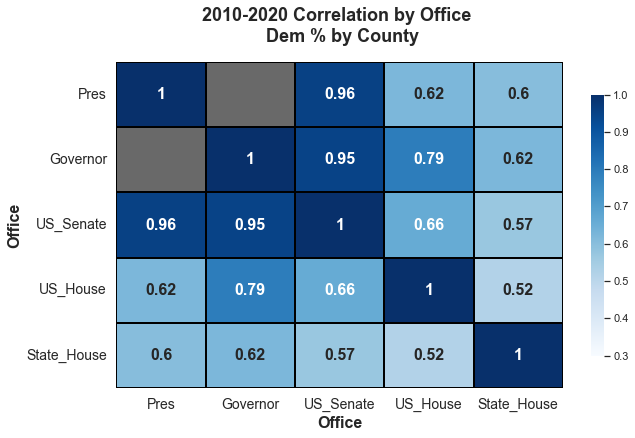 2010-2020 Correlation by Office
Dem % by County
Pres 1 0.96 0.62 0.6
Governor 1 0.95 0.79 0.62
US_Senate 0.96 0.95 1 0.66 0.57
US_House 0.62 0.79 0.66 1 0.52
State_House 0.6 0.62 0.57 0.52 1
Pres Governor US_Senate US_House State_House
Office
Office
1.0
0.9
0.8
0.7
0.6
0.5
0.4
0.3